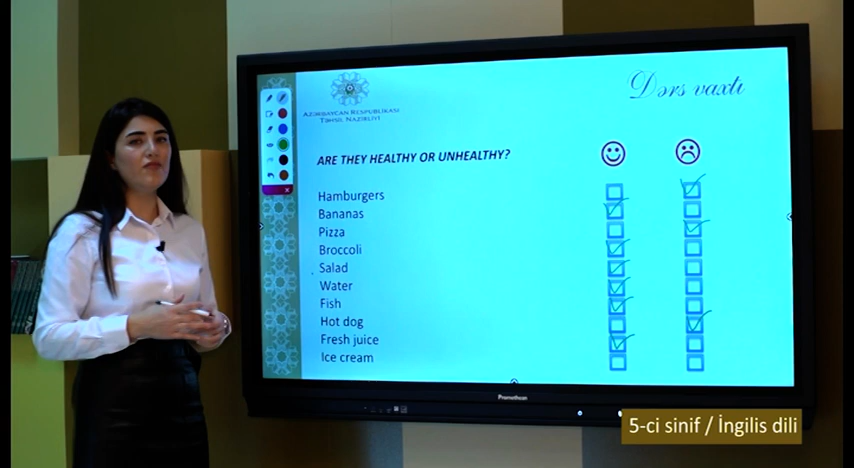 Dərs vaxtı
AZƏRBAYCAN RESPUBLİKASI
TƏHSİL NAZİRLİYİ
ARE THEY HEALTHY OR UNHEALTHY?
Hamburgers
Bananas
Pizza
Broccoli
Salad
Water
Fish
Hot dog
Fresh juice
Ice cream
Promethean
5-ci sinif / İngilis dili